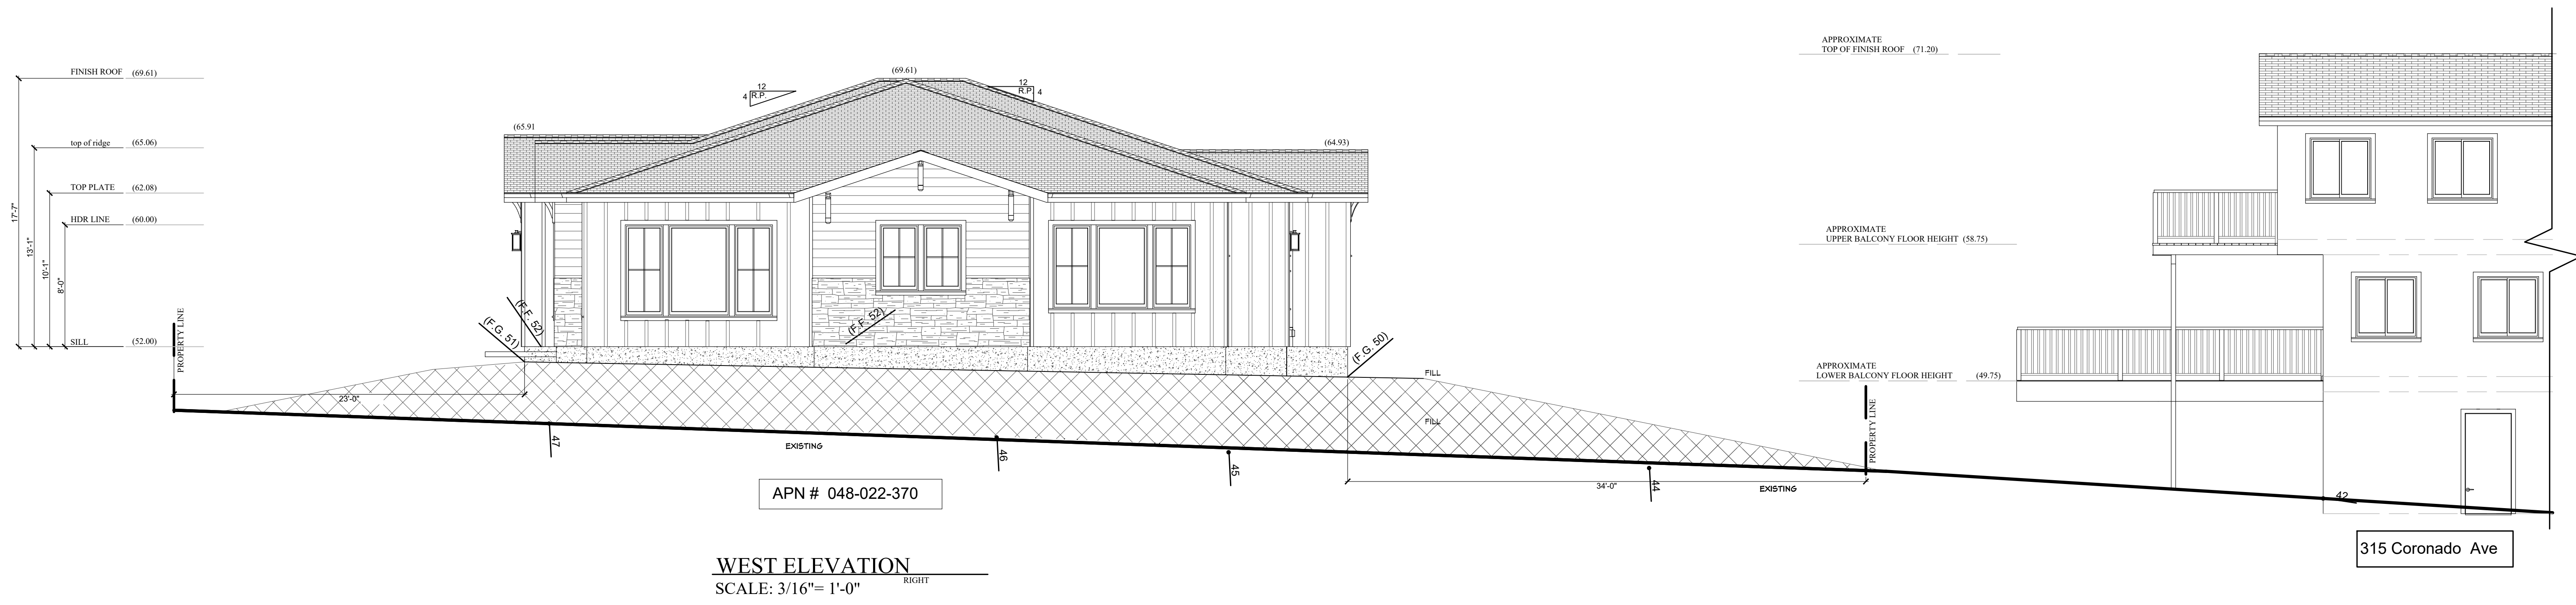 FINISH ROOF (69.61)
top of ridge (65.06)
TOP PLATE (62.08)
HDR LINE (60.00)
SILL (52.00)
17'-7"
13'-1"
10'-1"
8'-0"
PROPERTY LINE
(65.91
12
4 R.P.
(69.61)
12
R.P. 4
(64.93)
(F.F. 52)
(F.G. 51)
(F.F. 52)
(F.G. 50)
23'-0"
FILL
FILL
47
46
45
44
42
EXISTING
34'-0"
EXISTING
PROPERTY LINE
APPROXIMATE
TOP OF FINISH ROOF (71.20)
APPROXIMATE
UPPER BALCONY FLOOR HEIGHT (58.75)
APPROXIMATE
LOWER BALCONY FLOOR HEIGHT (49.75)
APN # 048-022-370
315 Coronado Ave
WEST ELEVATION
RIGHT
SCALE: 3/16"= 1'-0"